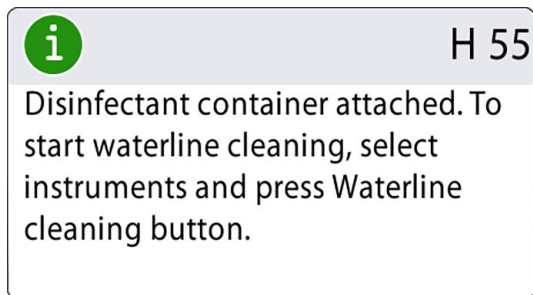 i
H 55
Disinfectant container attached. To
start waterline cleaning, select
instruments and press Waterline
cleaning button.